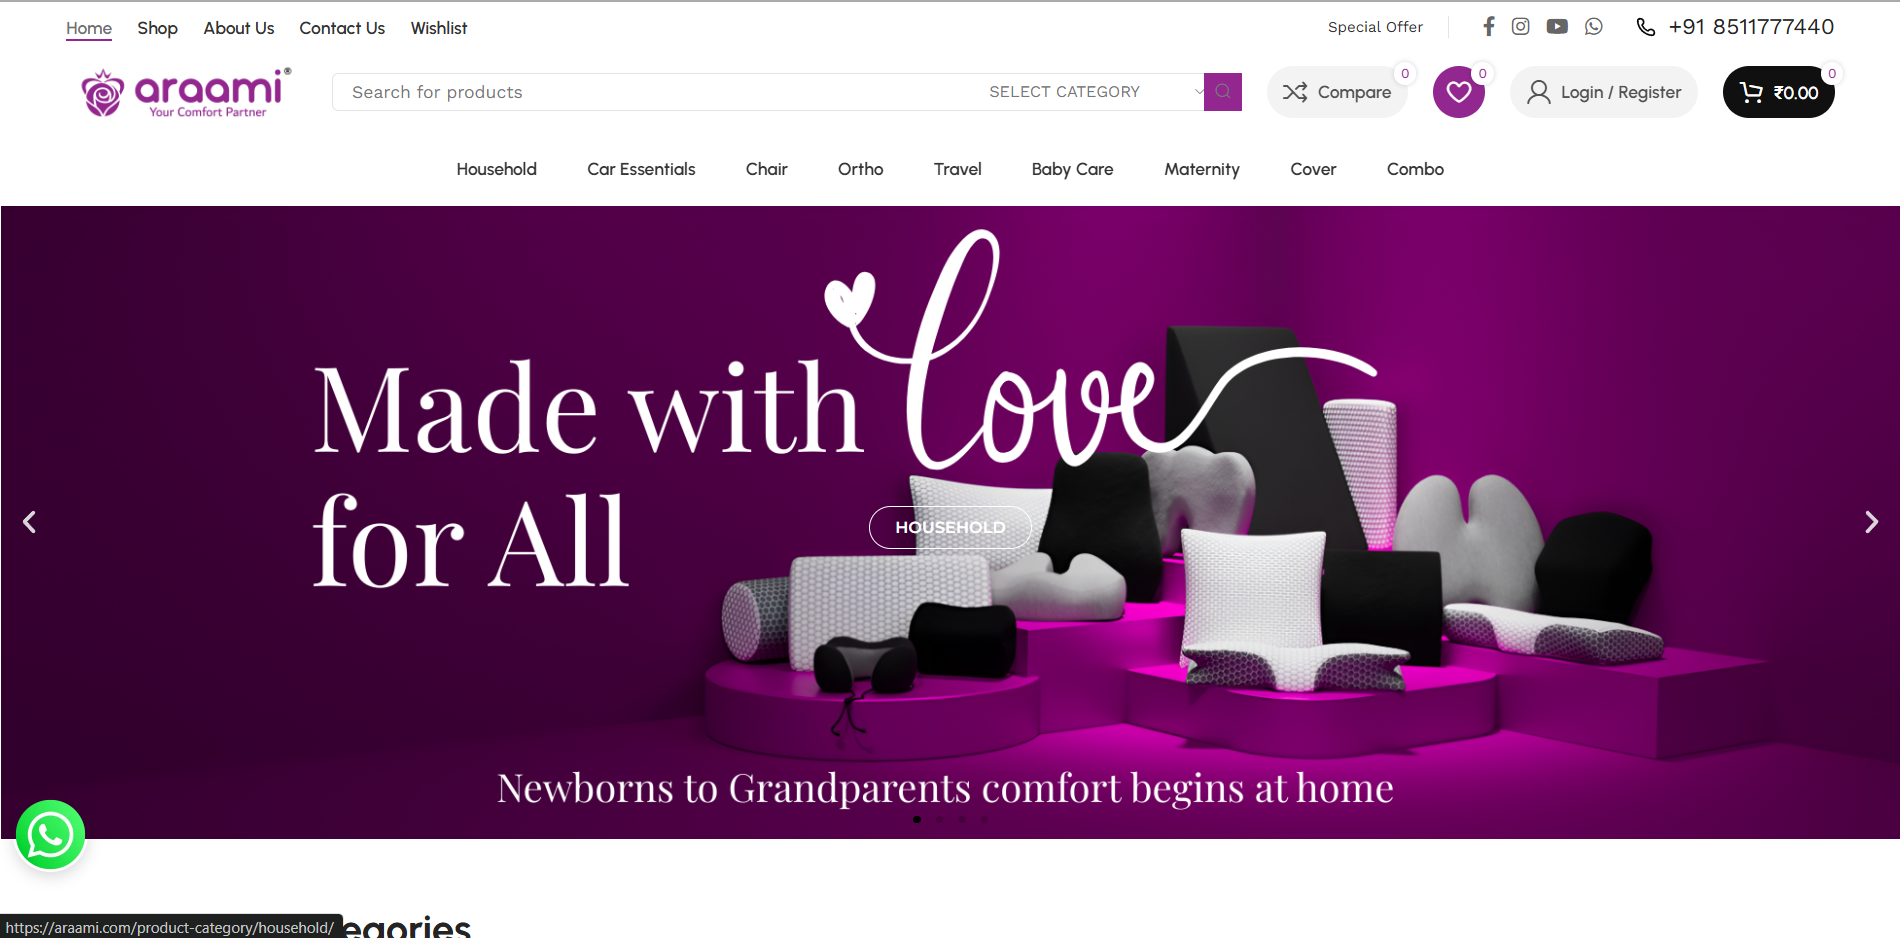 Home Shop About Us Contact Us Wishlist Special Offer +91 8511777440
araami ®
Your Comfort Partner
Search for products SELECT CATEGORY Compare 0 0 Login / Register ₹0.00 0
Household Car Essentials Chair Ortho Travel Baby Care Maternity Cover Combo
Made with love
for All
HOUSEHOLD
Newborns to Grandparents comfort begins at home
https://araami.com/product-category/household/